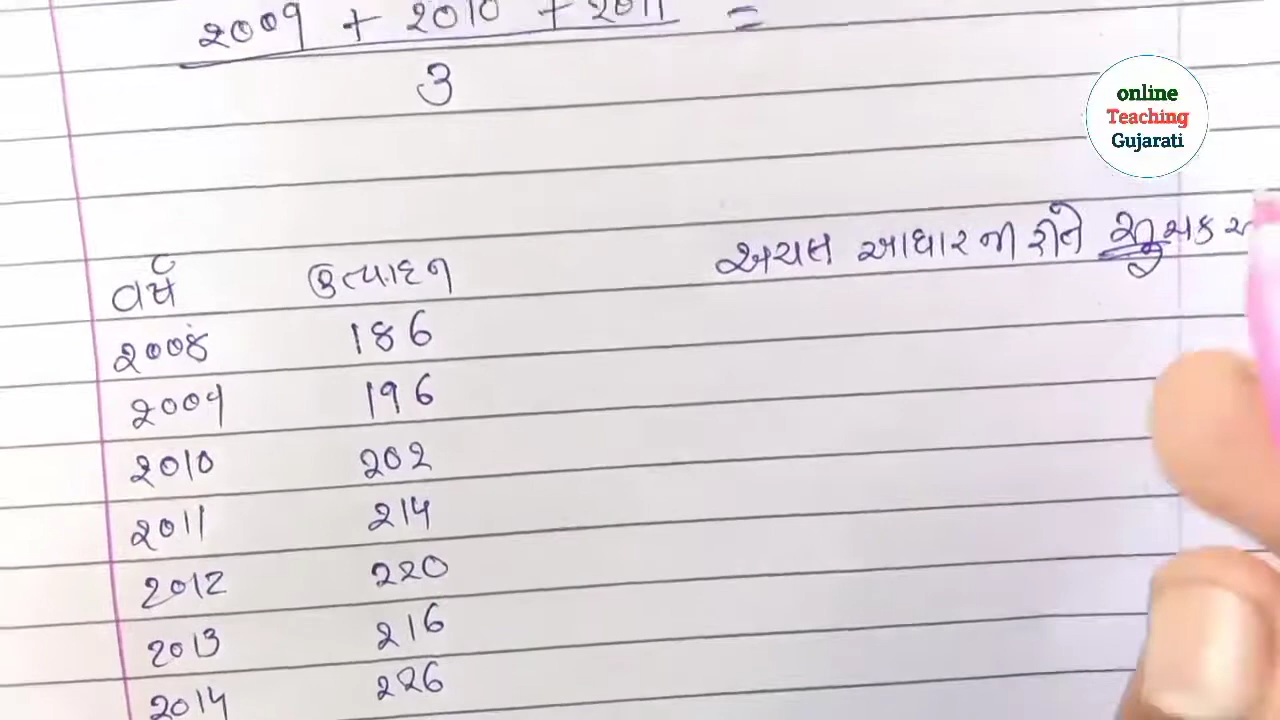 2009 + 2010 + 2011 =
3
online
Teaching
Gujarati
અચલ આધારની રીતે સૂચક
વર્ષ ઉત્પાદન
2008 186
2009 196
2010 202
2011 214
2012 220
2013 216
2014 226